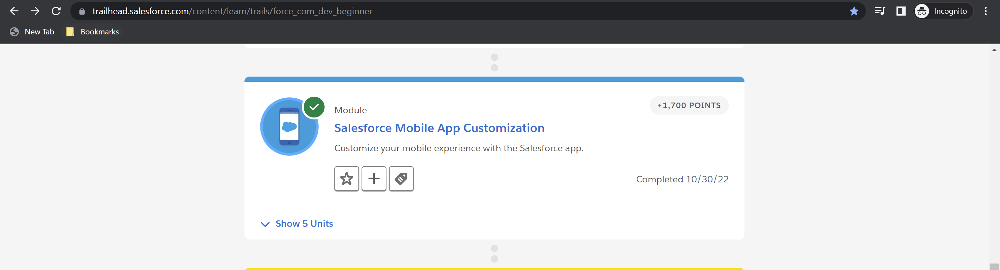 trailhead.salesforce.com/content/learn/trails/force_com_dev_beginner
Incognito
New Tab
Bookmarks
Module
+1,700 POINTS
Salesforce Mobile App Customization
Customize your mobile experience with the Salesforce app.
Completed 10/30/22
Show 5 Units